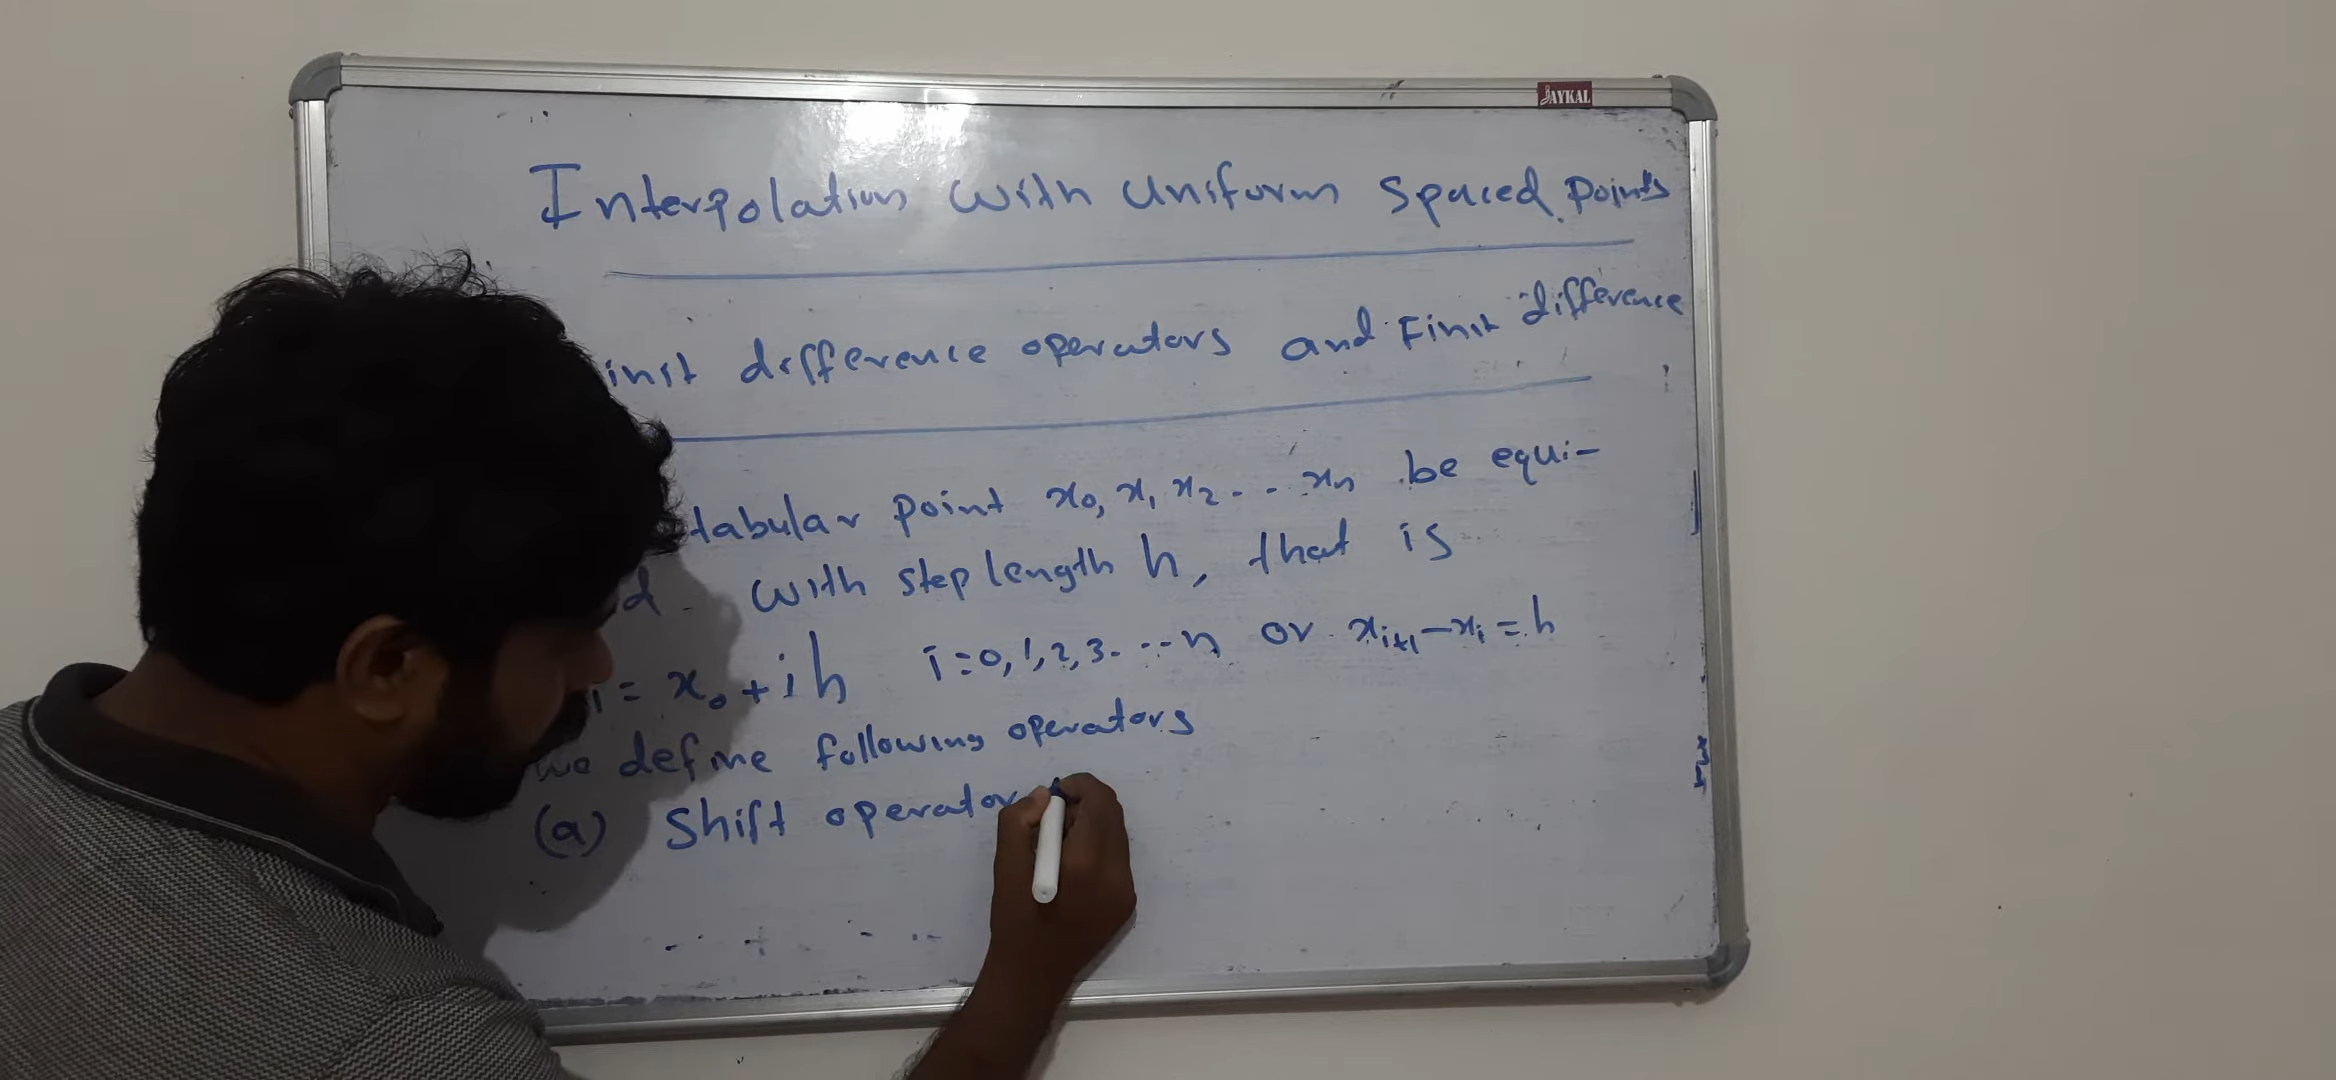 JAYKAL
Interpolation with Uniform Spaced Points
init difference operators and Finit difference
tabular point x₀, x₁ x₂ - - . xₙ be equi-
d with step length h, that is
i = x₀ + ih i = 0, 1, 2, 3 - - - n or xᵢ₊₁ - xᵢ = h
we define following operators
(a) Shift operator